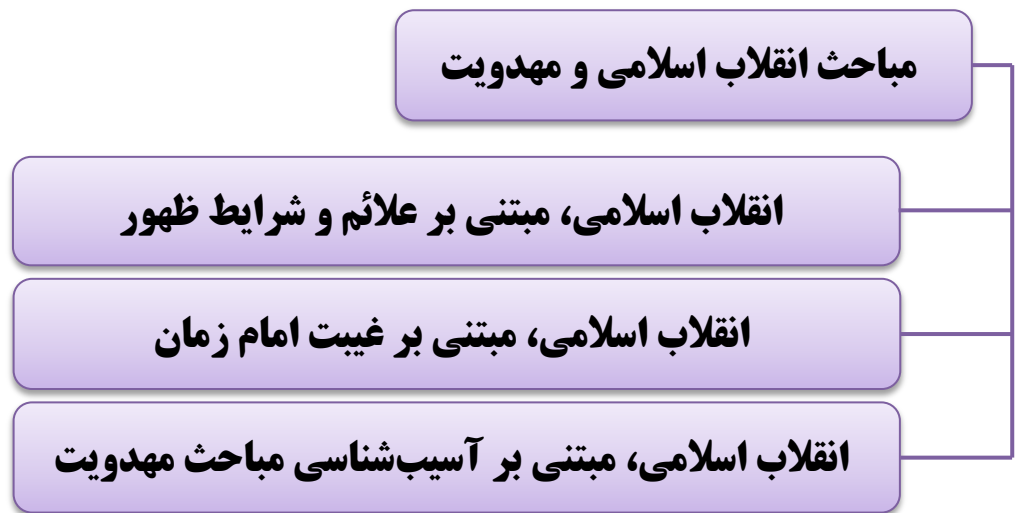 مباحث انقلاب اسلامی و مهدویت
انقلاب اسلامی، مبتنی بر علائم و شرایط ظهور
انقلاب اسلامی، مبتنی بر غیبت امام زمان
انقلاب اسلامی، مبتنی بر آسیب‌شناسی مباحث مهدویت